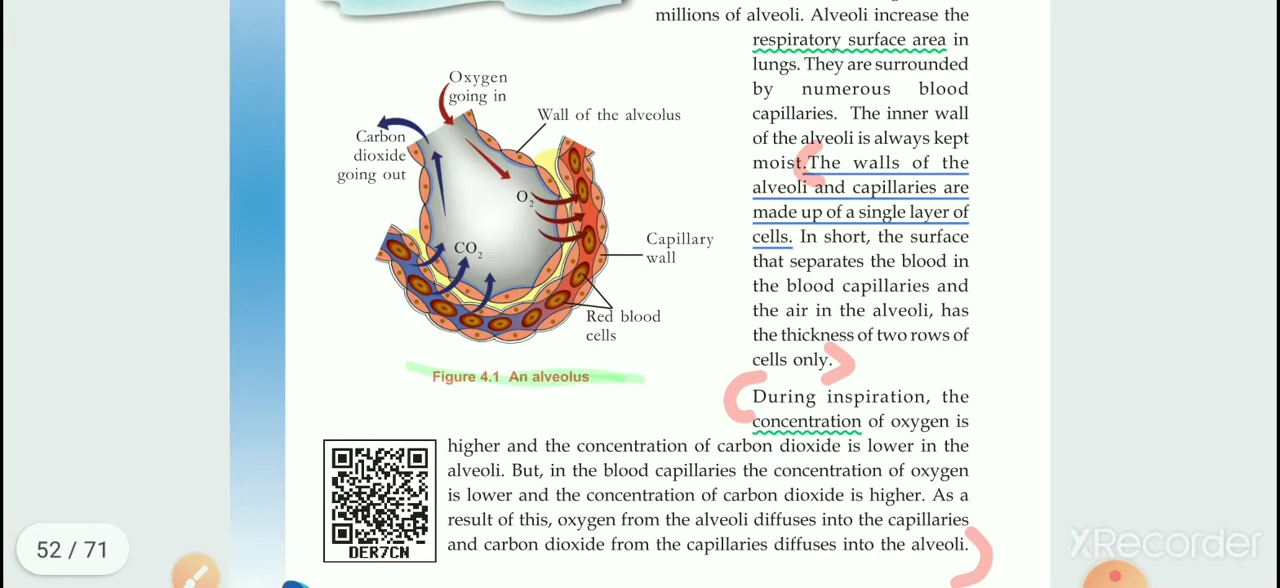 millions of alveoli. Alveoli increase the
respiratory surface area in
lungs. They are surrounded
by numerous blood
capillaries. The inner wall
of the alveoli is always kept
moist. The walls of the
alveoli and capillaries are
made up of a single layer of
cells. In short, the surface
that separates the blood in
the blood capillaries and
the air in the alveoli, has
the thickness of two rows of
cells only.
Oxygen
going in
Wall of the alveolus
Carbon
dioxide
going out
O2
CO2
Capillary
wall
Red blood
cells
Figure 4.1 An alveolus
During inspiration, the
concentration of oxygen is
higher and the concentration of carbon dioxide is lower in the
alveoli. But, in the blood capillaries the concentration of oxygen
is lower and the concentration of carbon dioxide is higher. As a
result of this, oxygen from the alveoli diffuses into the capillaries
and carbon dioxide from the capillaries diffuses into the alveoli.
DER7CN
52 / 71
XRecorder